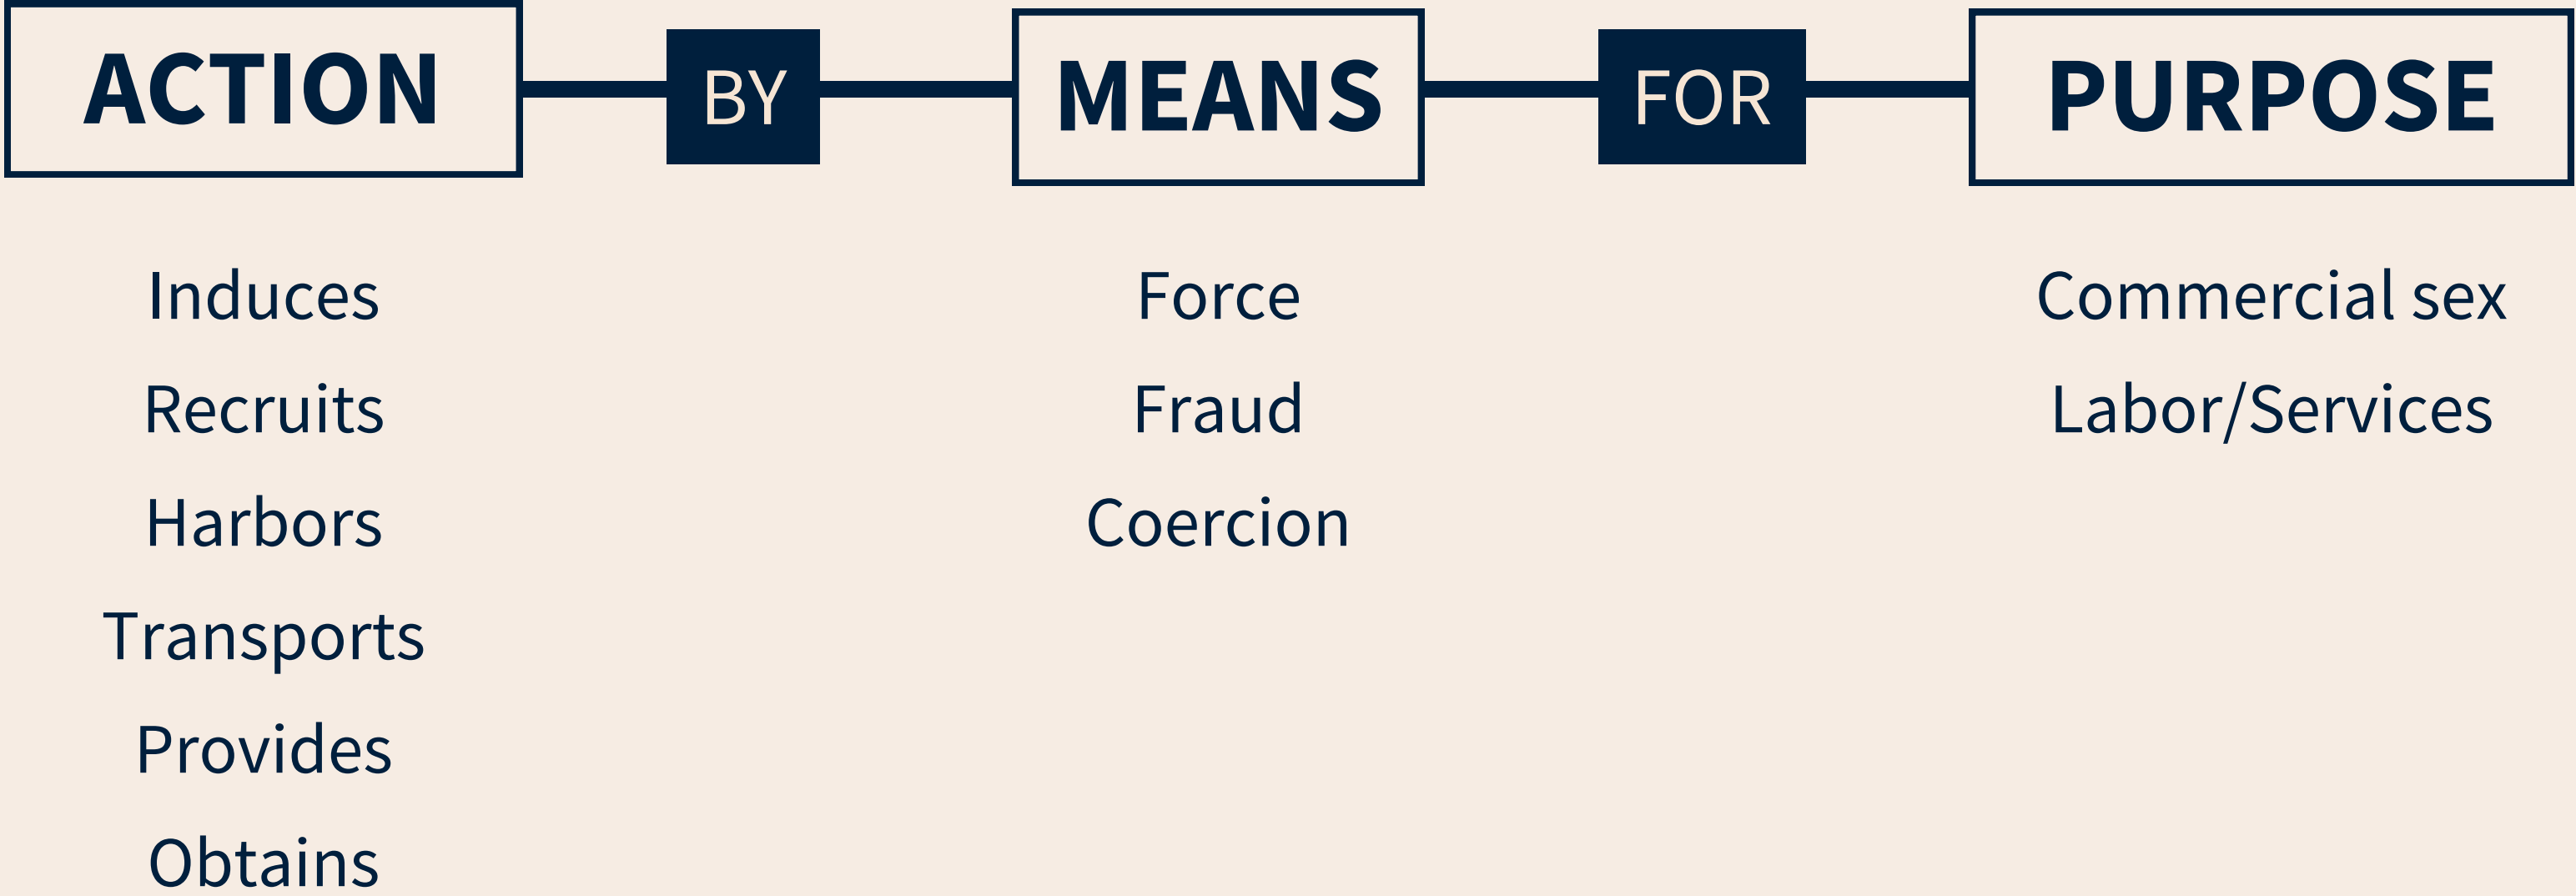 ACTION BY MEANS FOR PURPOSE
Induces Force Commercial sex
Recruits Fraud Labor/Services
Harbors Coercion
Transports
Provides
Obtains